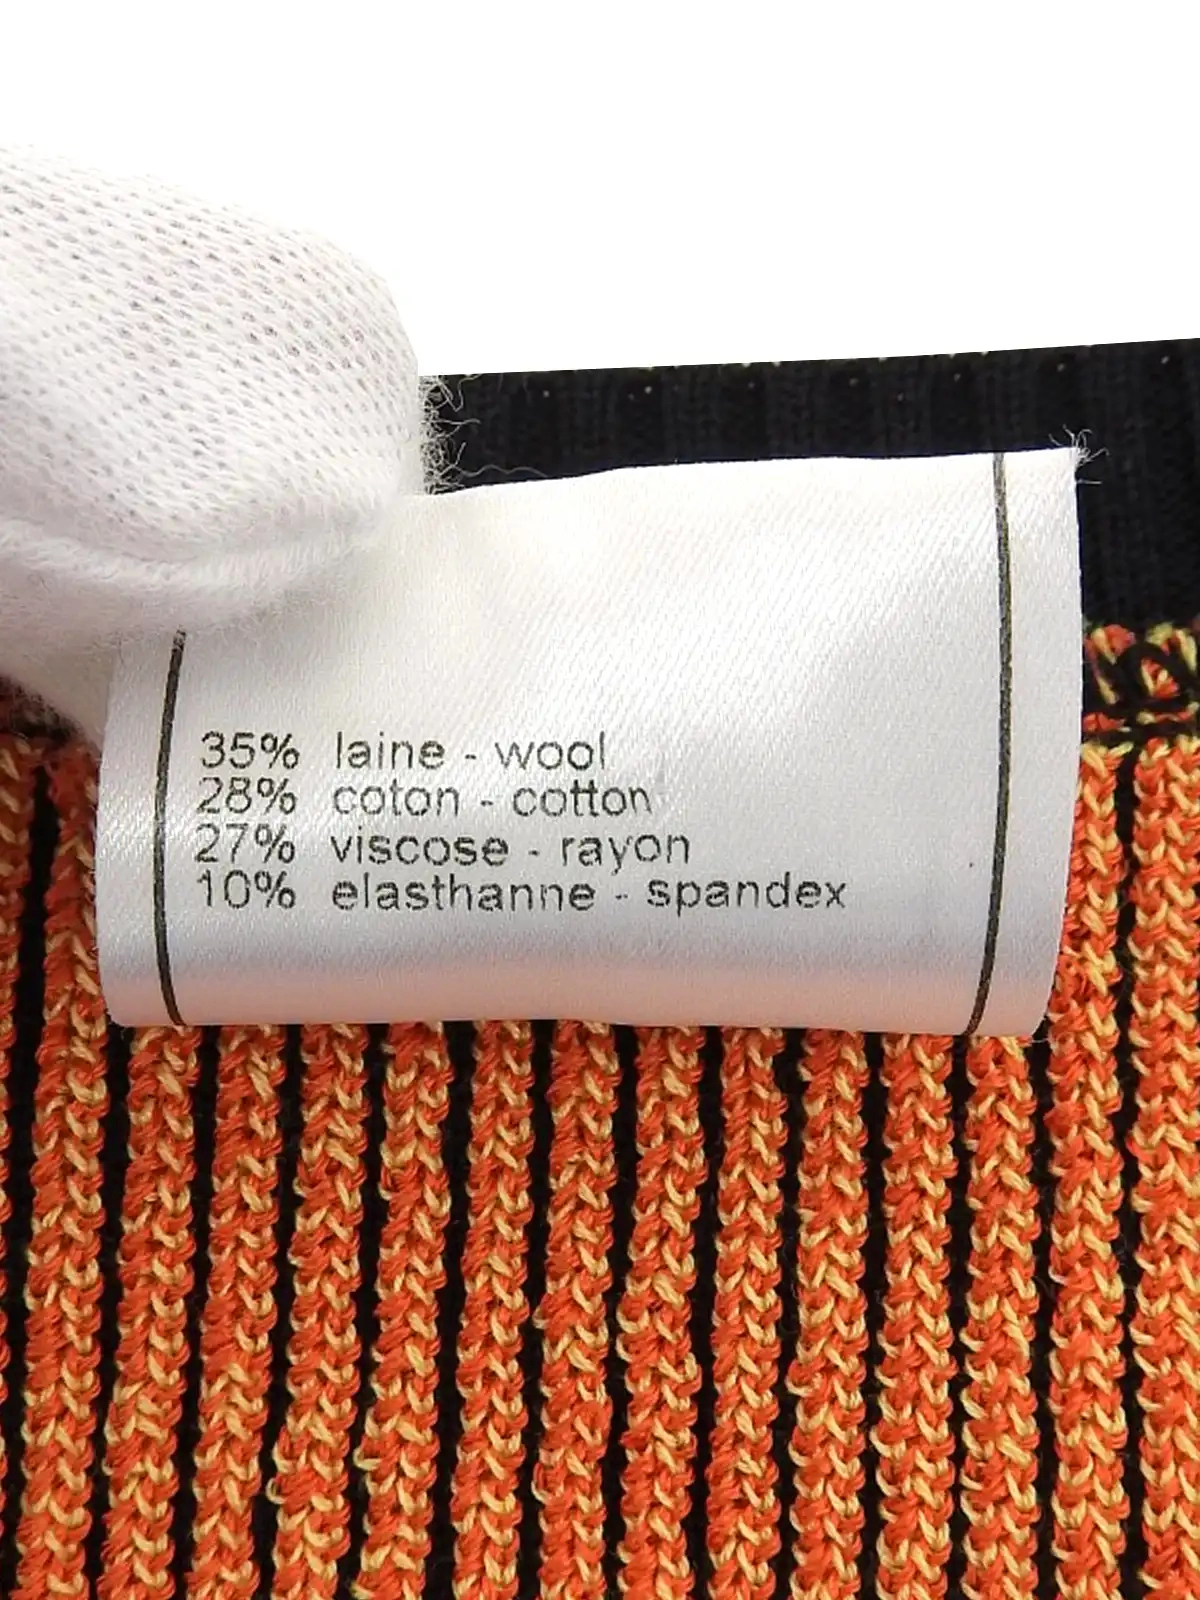 35% laine - wool
28% coton - cotton
27% viscose - rayon
10% elasthanne - spandex